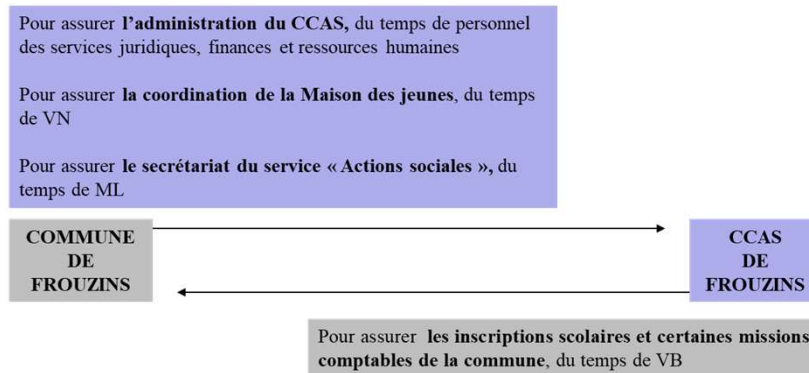 Pour assurer l'administration du CCAS, du temps de personnel
des services juridiques, finances et ressources humaines
Pour assurer la coordination de la Maison des jeunes, du temps
de VN
Pour assurer le secrétariat du service « Actions sociales », du
temps de ML
COMMUNE
DE
FROUZINS
CCAS
DE
FROUZINS
Pour assurer les inscriptions scolaires et certaines missions
comptables de la commune, du temps de VB